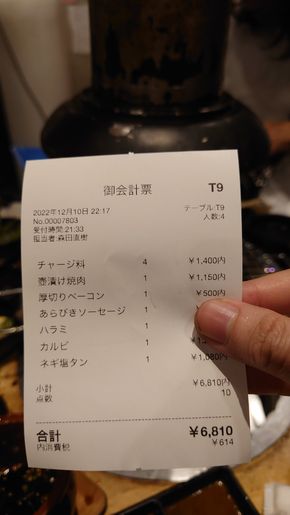 御会計票 T9
2022年12月10日 22:17 テーブル:T9
No.00007803 人数:4
受付時間:21:33
担当者:森田直樹
チャージ料 4 ¥1,400内
壺漬け焼肉 1 ¥1,150内
厚切りベーコン 1 ¥500内
あらびきソーセージ 1
ハラミ 1
カルビ 1
ネギ塩タン 1 ¥1,080内
小計 ¥6,810内
点数 10
合計 ¥6,810
内消費税 ¥614